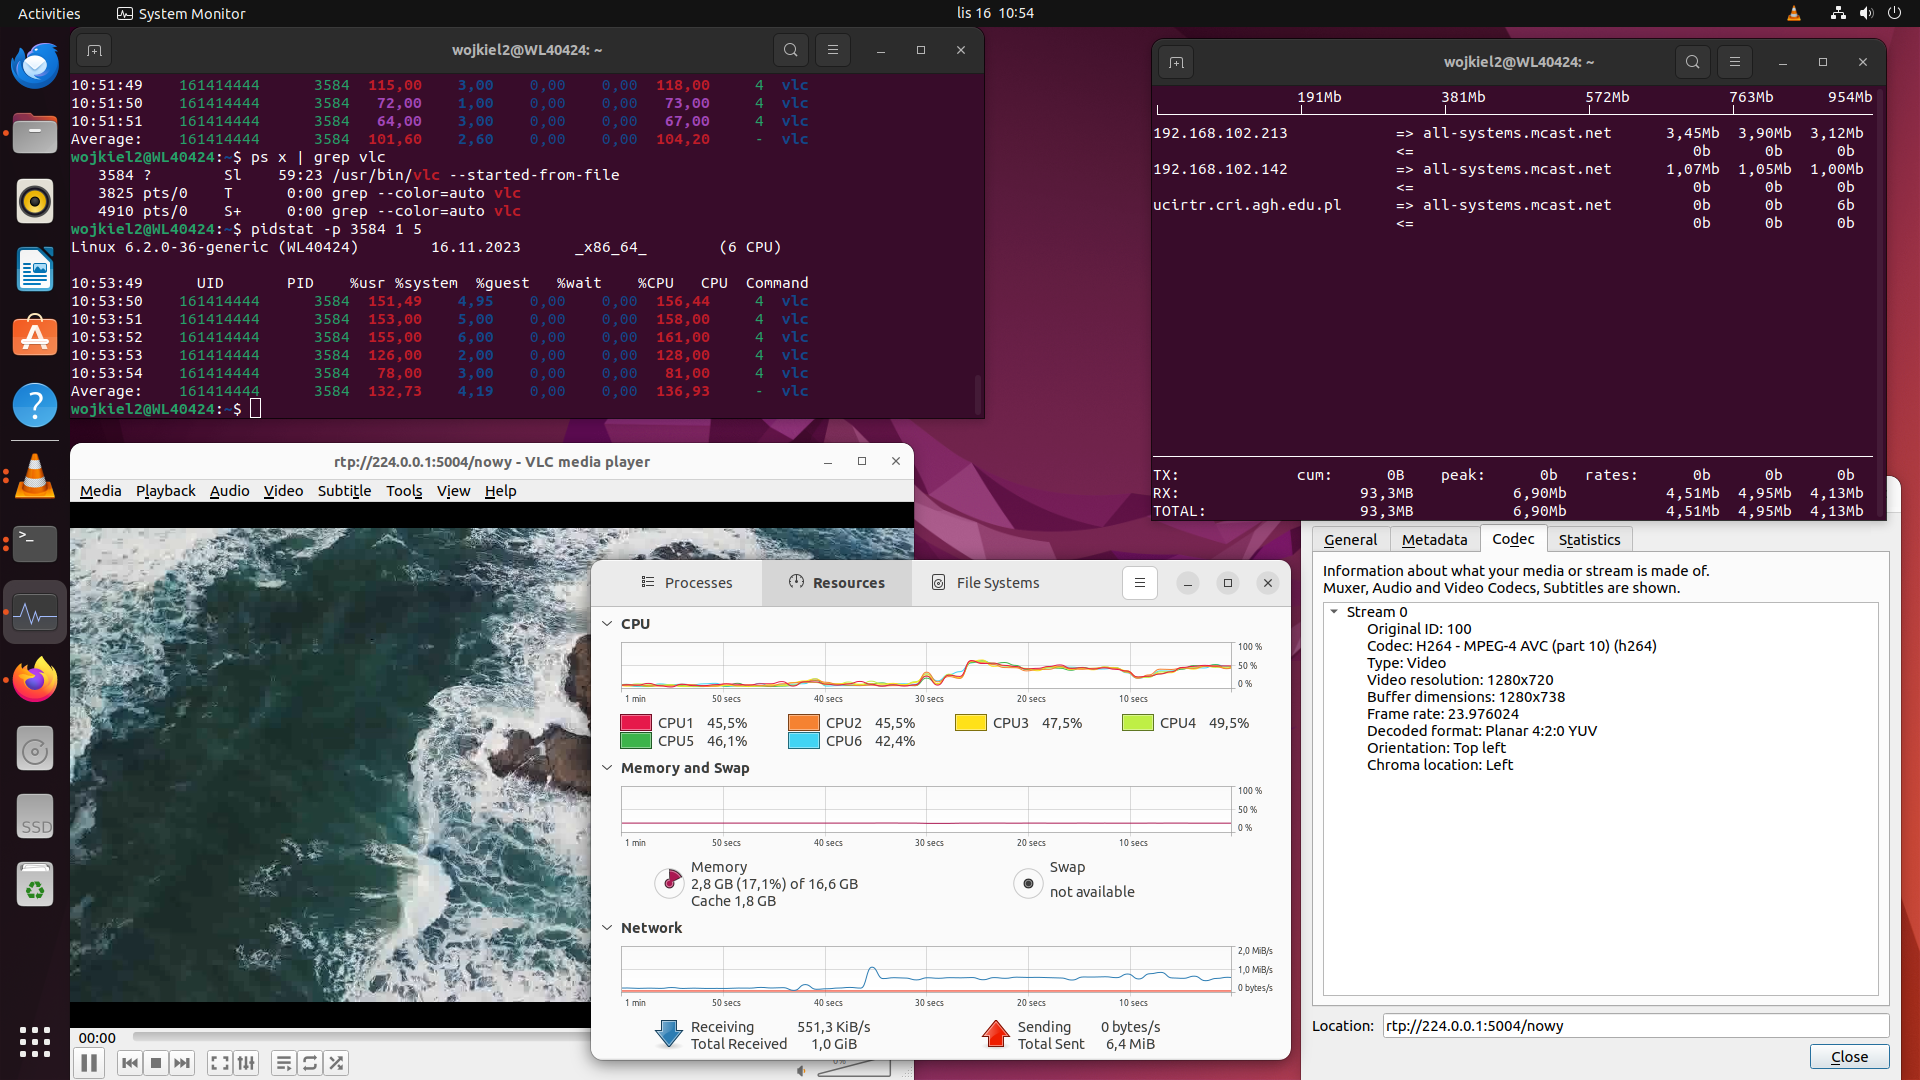 Activities
System Monitor
lis 16 10:54
wojkiel2@WL40424: ~
10:51:49 161414444 3584 115,00 3,00 0,00 0,00 118,00 4 vlc
10:51:50 161414444 3584 72,00 1,00 0,00 0,00 73,00 4 vlc
10:51:51 161414444 3584 64,00 3,00 0,00 0,00 67,00 4 vlc
Average: 161414444 3584 101,60 2,60 0,00 0,00 104,20 - vlc
wojkiel2@WL40424:~$ ps x | grep vlc
3584 ? Sl 59:23 /usr/bin/vlc --started-from-file
3825 pts/0 T 0:00 grep --color=auto vlc
4910 pts/0 S+ 0:00 grep --color=auto vlc
wojkiel2@WL40424:~$ pidstat -p 3584 1 5
Linux 6.2.0-36-generic (WL40424) 16.11.2023 _x86_64_ (6 CPU)
10:53:49 UID PID %usr %system %guest %wait %CPU CPU Command
10:53:50 161414444 3584 151,49 4,95 0,00 0,00 156,44 4 vlc
10:53:51 161414444 3584 153,00 5,00 0,00 0,00 158,00 4 vlc
10:53:52 161414444 3584 155,00 6,00 0,00 0,00 161,00 4 vlc
10:53:53 161414444 3584 126,00 2,00 0,00 0,00 128,00 4 vlc
10:53:54 161414444 3584 78,00 3,00 0,00 0,00 81,00 4 vlc
Average: 161414444 3584 132,73 4,19 0,00 0,00 136,93 - vlc
wojkiel2@WL40424:~$
wojkiel2@WL40424: ~
191Mb 381Mb 572Mb 763Mb 954Mb
192.168.102.213 => all-systems.mcast.net 3,45Mb 3,90Mb 3,12Mb
<= 0b 0b 0b
192.168.102.142 => all-systems.mcast.net 1,07Mb 1,05Mb 1,00Mb
<= 0b 0b 0b
ucirtr.cri.agh.edu.pl => all-systems.mcast.net 0b 0b 6b
<= 0b 0b 0b
TX: cum: 0B peak: 0b rates: 0b 0b 0b
RX: 93,3MB 6,90Mb 4,51Mb 4,95Mb 4,13Mb
TOTAL: 93,3MB 6,90Mb 4,51Mb 4,95Mb 4,13Mb
rtp://224.0.0.1:5004/nowy - VLC media player
Media Playback Audio Video Subtitle Tools View Help
00:00
0%
Processes
Resources
File Systems
CPU
100 %
50 %
0 %
1 min 50 secs 40 secs 30 secs 20 secs 10 secs
CPU1 45,5% CPU2 45,5% CPU3 47,5% CPU4 49,5%
CPU5 46,1% CPU6 42,4%
Memory and Swap
100 %
50 %
0 %
1 min 50 secs 40 secs 30 secs 20 secs 10 secs
Memory
2,8 GB (17,1%) of 16,6 GB
Cache 1,8 GB
Swap
not available
Network
2,0 MiB/s
1,0 MiB/s
0 bytes/s
1 min 50 secs 40 secs 30 secs 20 secs 10 secs
Receiving 551,3 KiB/s
Total Received 1,0 GiB
Sending 0 bytes/s
Total Sent 6,4 MiB
General Metadata Codec Statistics
Information about what your media or stream is made of.
Muxer, Audio and Video Codecs, Subtitles are shown.
Stream 0
Original ID: 100
Codec: H264 - MPEG-4 AVC (part 10) (h264)
Type: Video
Video resolution: 1280x720
Buffer dimensions: 1280x738
Frame rate: 23.976024
Decoded format: Planar 4:2:0 YUV
Orientation: Top left
Chroma location: Left
Location: rtp://224.0.0.1:5004/nowy
Close
SSD